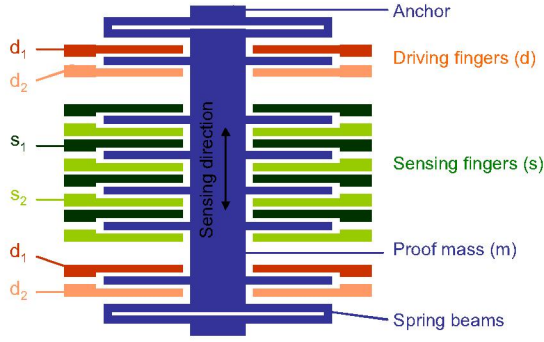 Anchor
d1
Driving fingers (d)
d2
s1
Sensing direction
Sensing fingers (s)
s2
d1
Proof mass (m)
d2
Spring beams